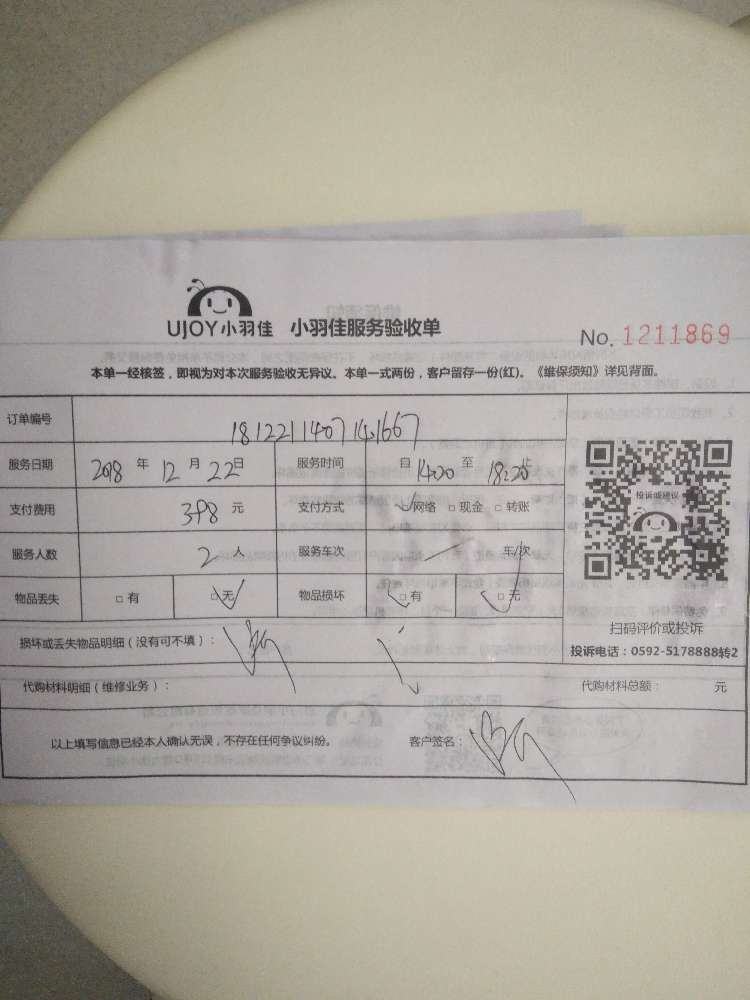 UJOY小羽佳 小羽佳服务验收单
No. 1211869
本单一经核签，即视为对本次服务验收无异议。本单一式两份，客户留存一份(红)。《维保须知》详见背面。
订单编号
服务日期 2018 年 12 月 22日 服务时间 自 1400 至 18:25
支付费用 398 元 支付方式 网络 □ 现金 □ 转账
服务人数 2 人 服务车次 车/次
物品丢失 □ 有 □ 无 物品损坏 □ 有 □ 无
投诉或建议
扫码评价或投诉
投诉电话：0592-5178888转2
损坏或丢失物品明细（没有可不填）：
代购材料明细（维修业务）： 代购材料总额： 元
以上填写信息已经本人确认无误，不存在任何争议纠纷。 客户签名：